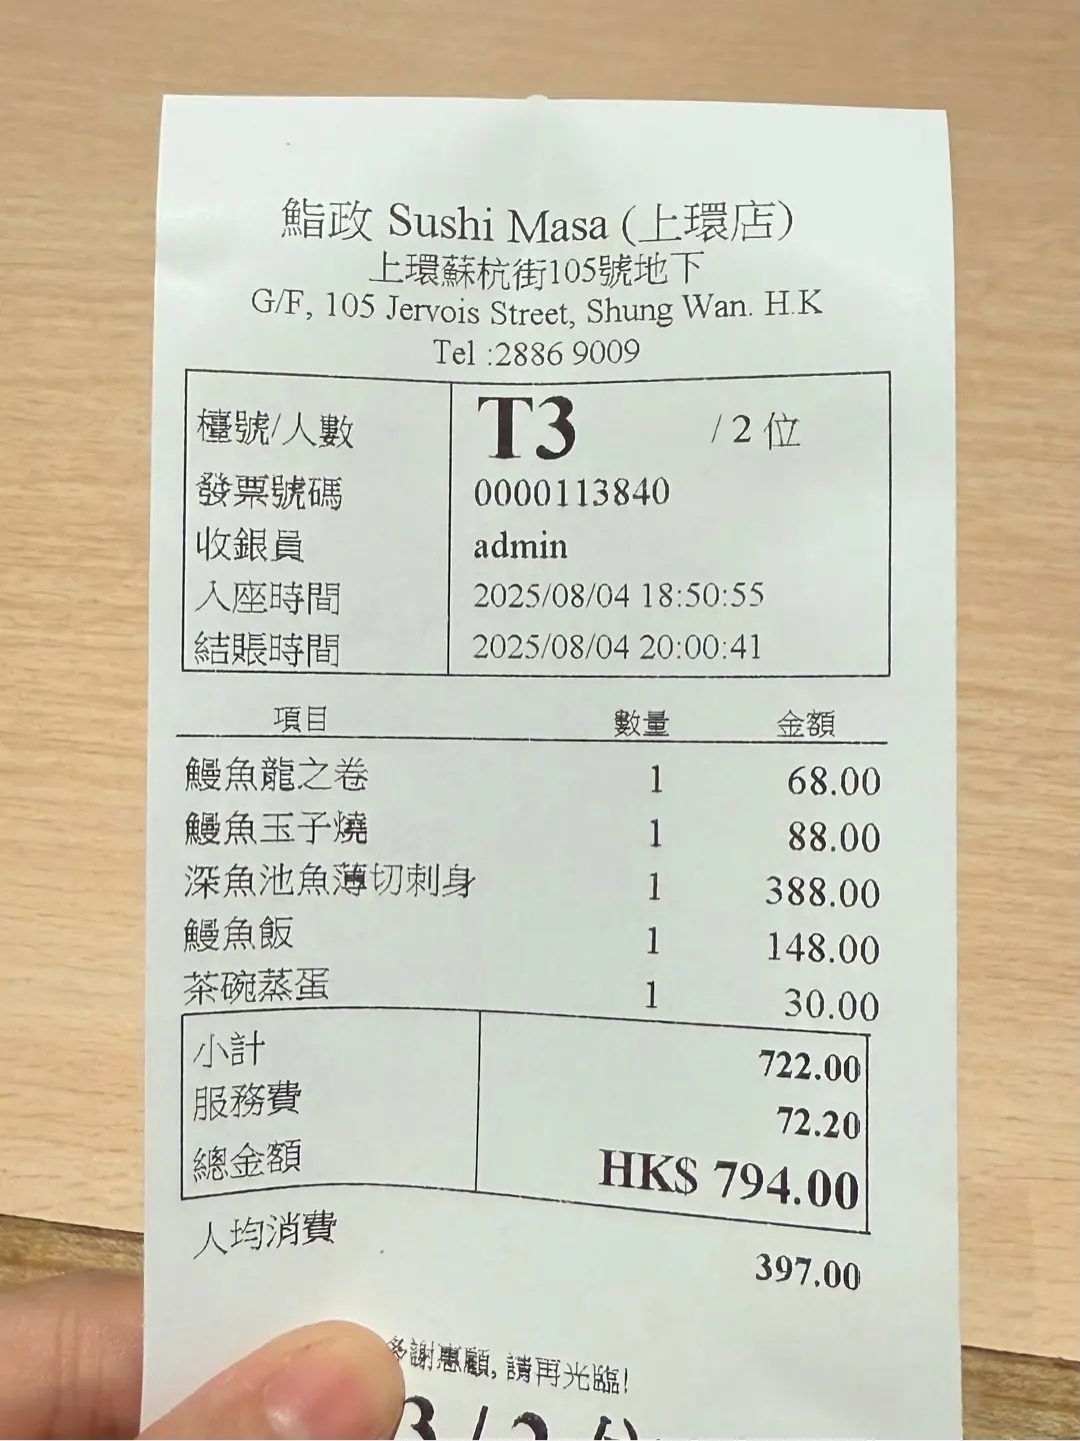 鮨政 Sushi Masa (上環店)
上環蘇杭街105號地下
G/F, 105 Jervois Street, Shung Wan. H.K
Tel :2886 9009
檯號/人數 T3 / 2 位
發票號碼 0000113840
收銀員 admin
入座時間 2025/08/04 18:50:55
結賬時間 2025/08/04 20:00:41
項目 數量 金額
鰻魚龍之卷 1 68.00
鰻魚玉子燒 1 88.00
深魚池魚薄切刺身 1 388.00
鰻魚飯 1 148.00
茶碗蒸蛋 1 30.00
小計 722.00
服務費 72.20
總金額 HK$ 794.00
人均消費 397.00
多謝惠顧, 請再光臨!